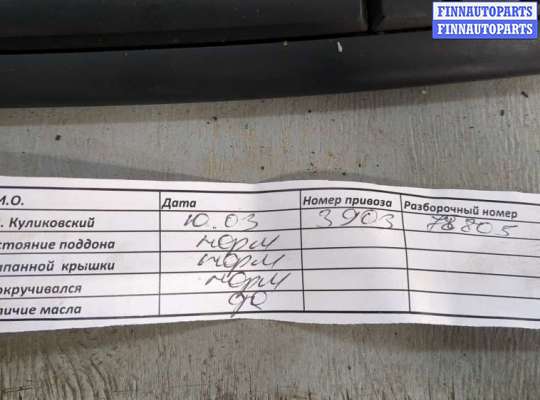 FINNAUTOPARTS
FINNAUTOPARTS
И.О. Дата Номер привоза Разборочный номер
. Куликовский 10.03 3903 78805
стояние поддона норм
апанной крышки норм
окручивался норм
личие масла да